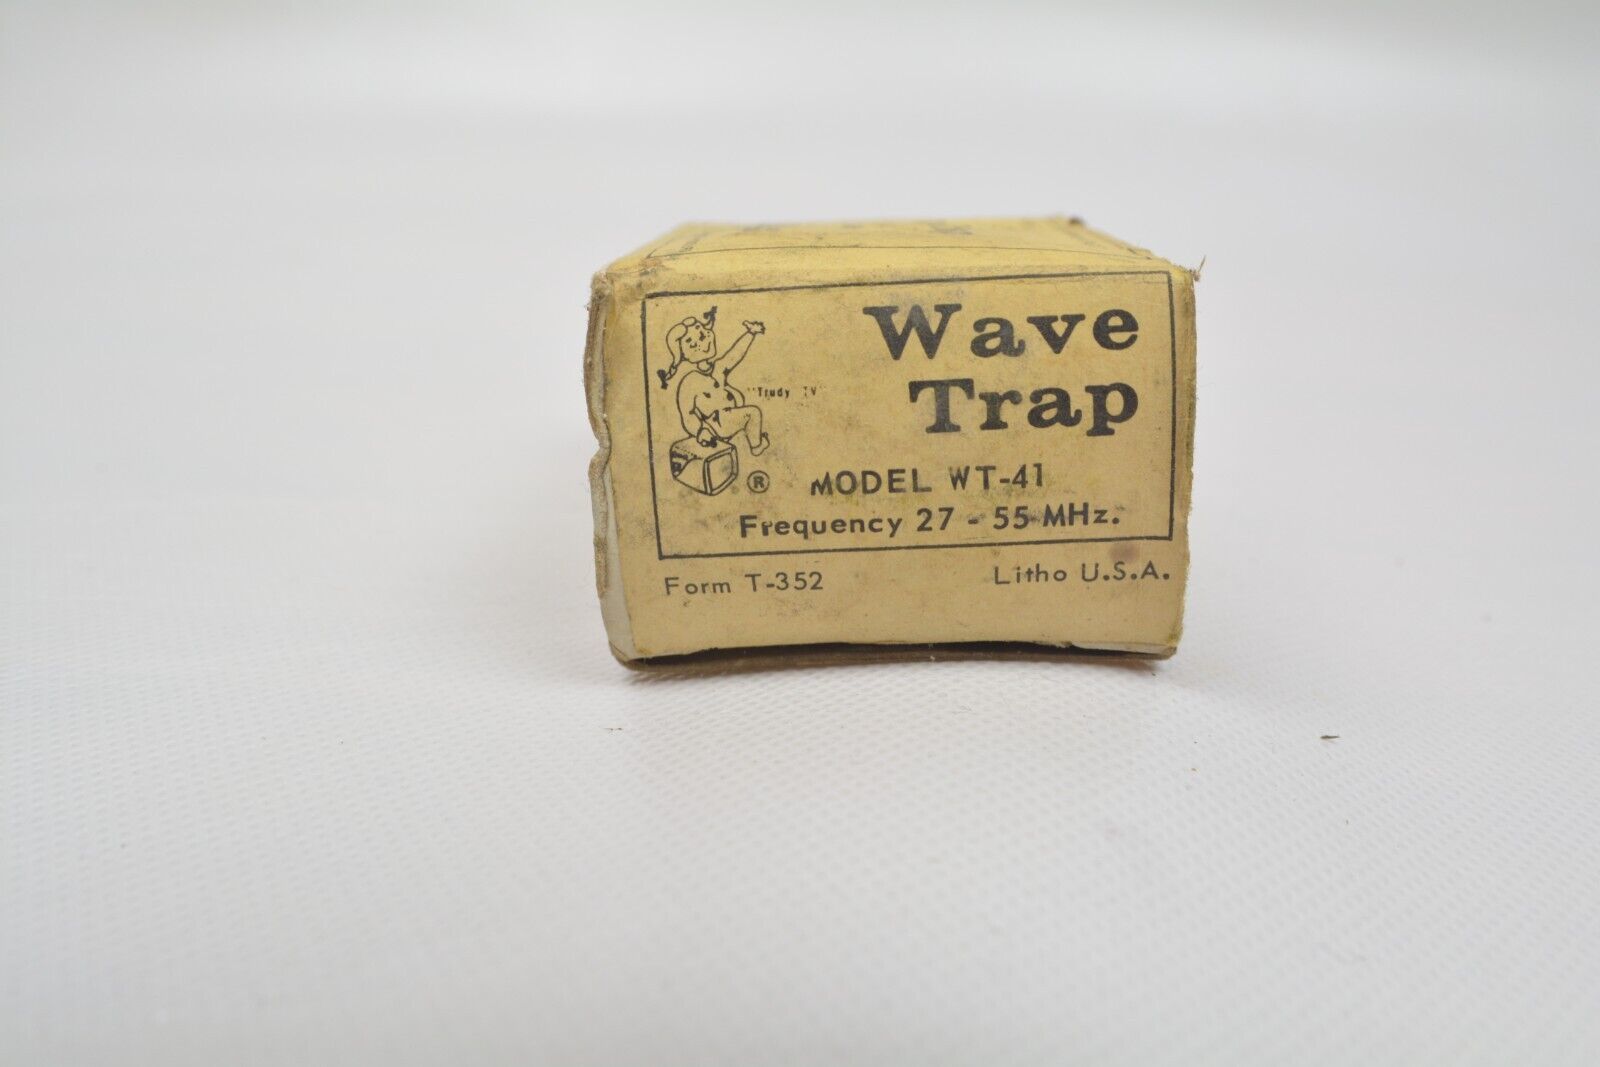 Wave
Trap
"Trudy TV"
®
MODEL WT-41
Frequency 27 - 55 MHz.
Form T-352
Litho U.S.A.